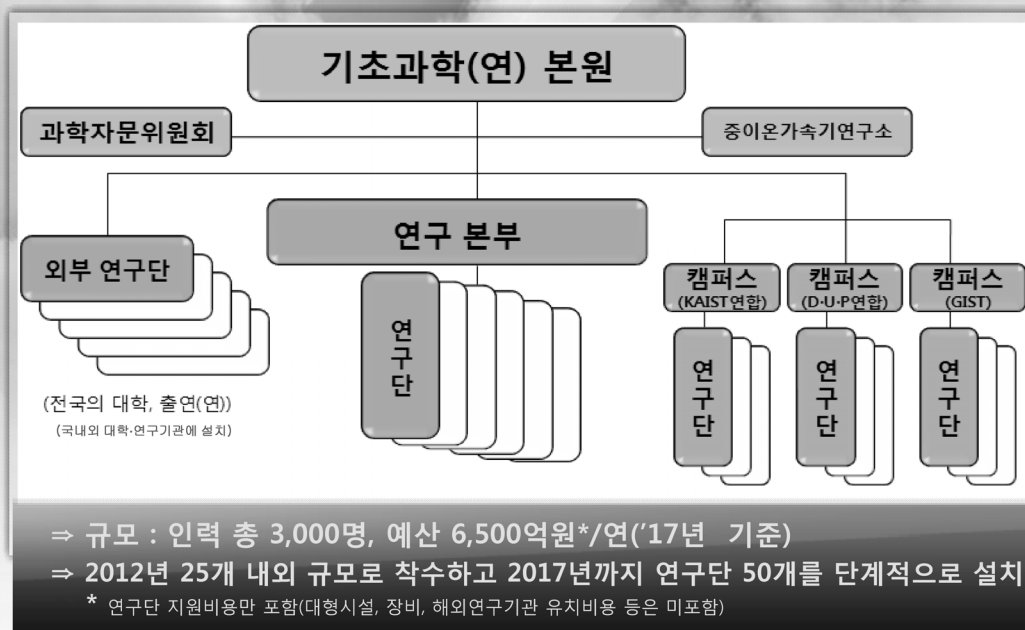 기초과학(연) 본원
과학자문위원회
중이온가속기연구소
외부 연구단
연구 본부
캠퍼스
(KAIST연합)
캠퍼스
(D·U·P연합)
캠퍼스
(GIST)
연구단
연구단
연구단
연구단
(전국의 대학, 출연(연))
(국내외 대학·연구기관에 설치)
⇒ 규모 : 인력 총 3,000명, 예산 6,500억원*/연('17년 기준)
⇒ 2012년 25개 내외 규모로 착수하고 2017년까지 연구단 50개를 단계적으로 설치
* 연구단 지원비용만 포함(대형시설, 장비, 해외연구기관 유치비용 등은 미포함)